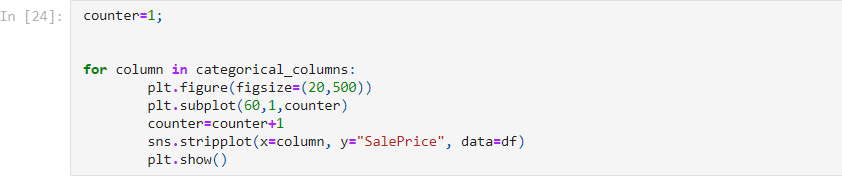 In [24]:
counter=1;
for column in categorical_columns:
        plt.figure(figsize=(20,500))
        plt.subplot(60,1,counter)
        counter=counter+1
        sns.stripplot(x=column, y="SalePrice", data=df)
        plt.show()